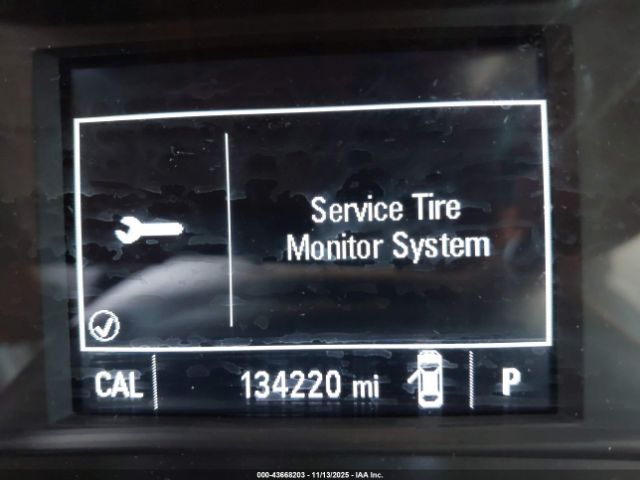 Service Tire
Monitor System
CAL 134220 mi P
000-43668203 - 11/13/2025 - IAA Inc.